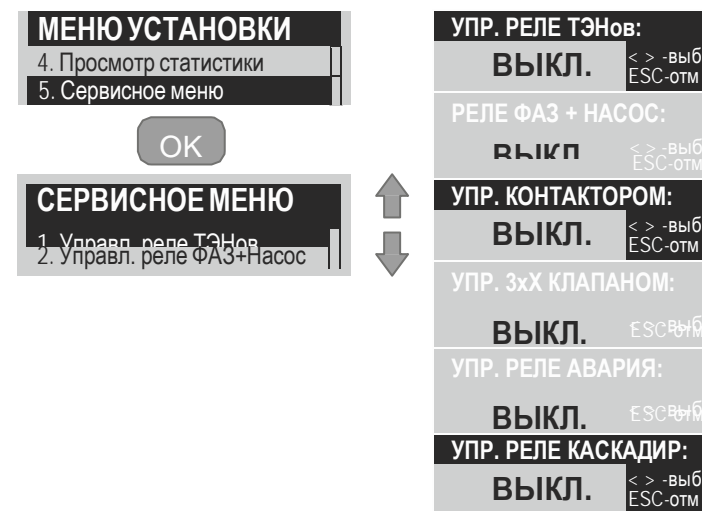 МЕНЮ УСТАНОВКИ
4. Просмотр статистики
5. Сервисное меню
OK
СЕРВИСНОЕ МЕНЮ
1. Управл. реле ТЭНов
2. Управл. реле ФАЗ+Насос
УПР. РЕЛЕ ТЭНов:
ВЫКЛ.
< > -выб
ESC-отм
РЕЛЕ ФАЗ + НАСОС:
ВЫКЛ
< > -выб
ESC-отм
УПР. КОНТАКТОРОМ:
ВЫКЛ.
< > -выб
ESC-отм
УПР. 3хХ КЛАПАНОМ:
ВЫКЛ.
УПР. РЕЛЕ АВАРИЯ:
ВЫКЛ.
УПР. РЕЛЕ КАСКАДИР:
ВЫКЛ.
< > -выб
ESC-отм